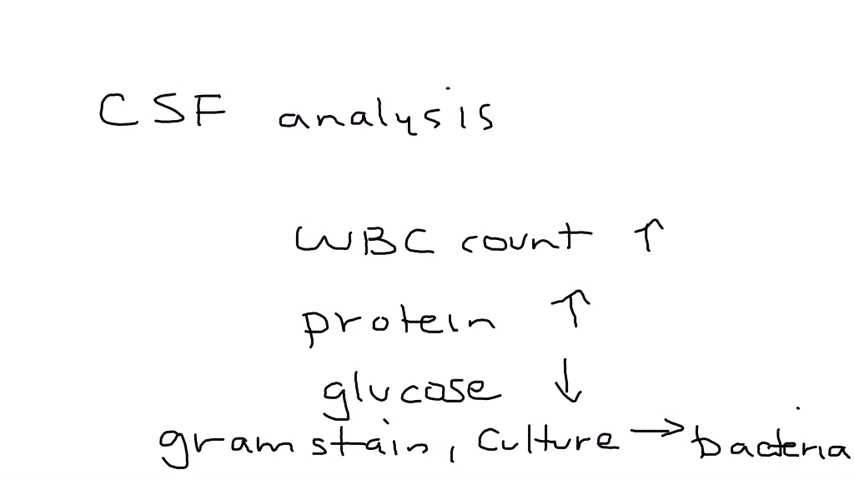 CSF analysis
WBC count ↑
protein ↑
glucose ↓
gram stain, Culture → bacteria